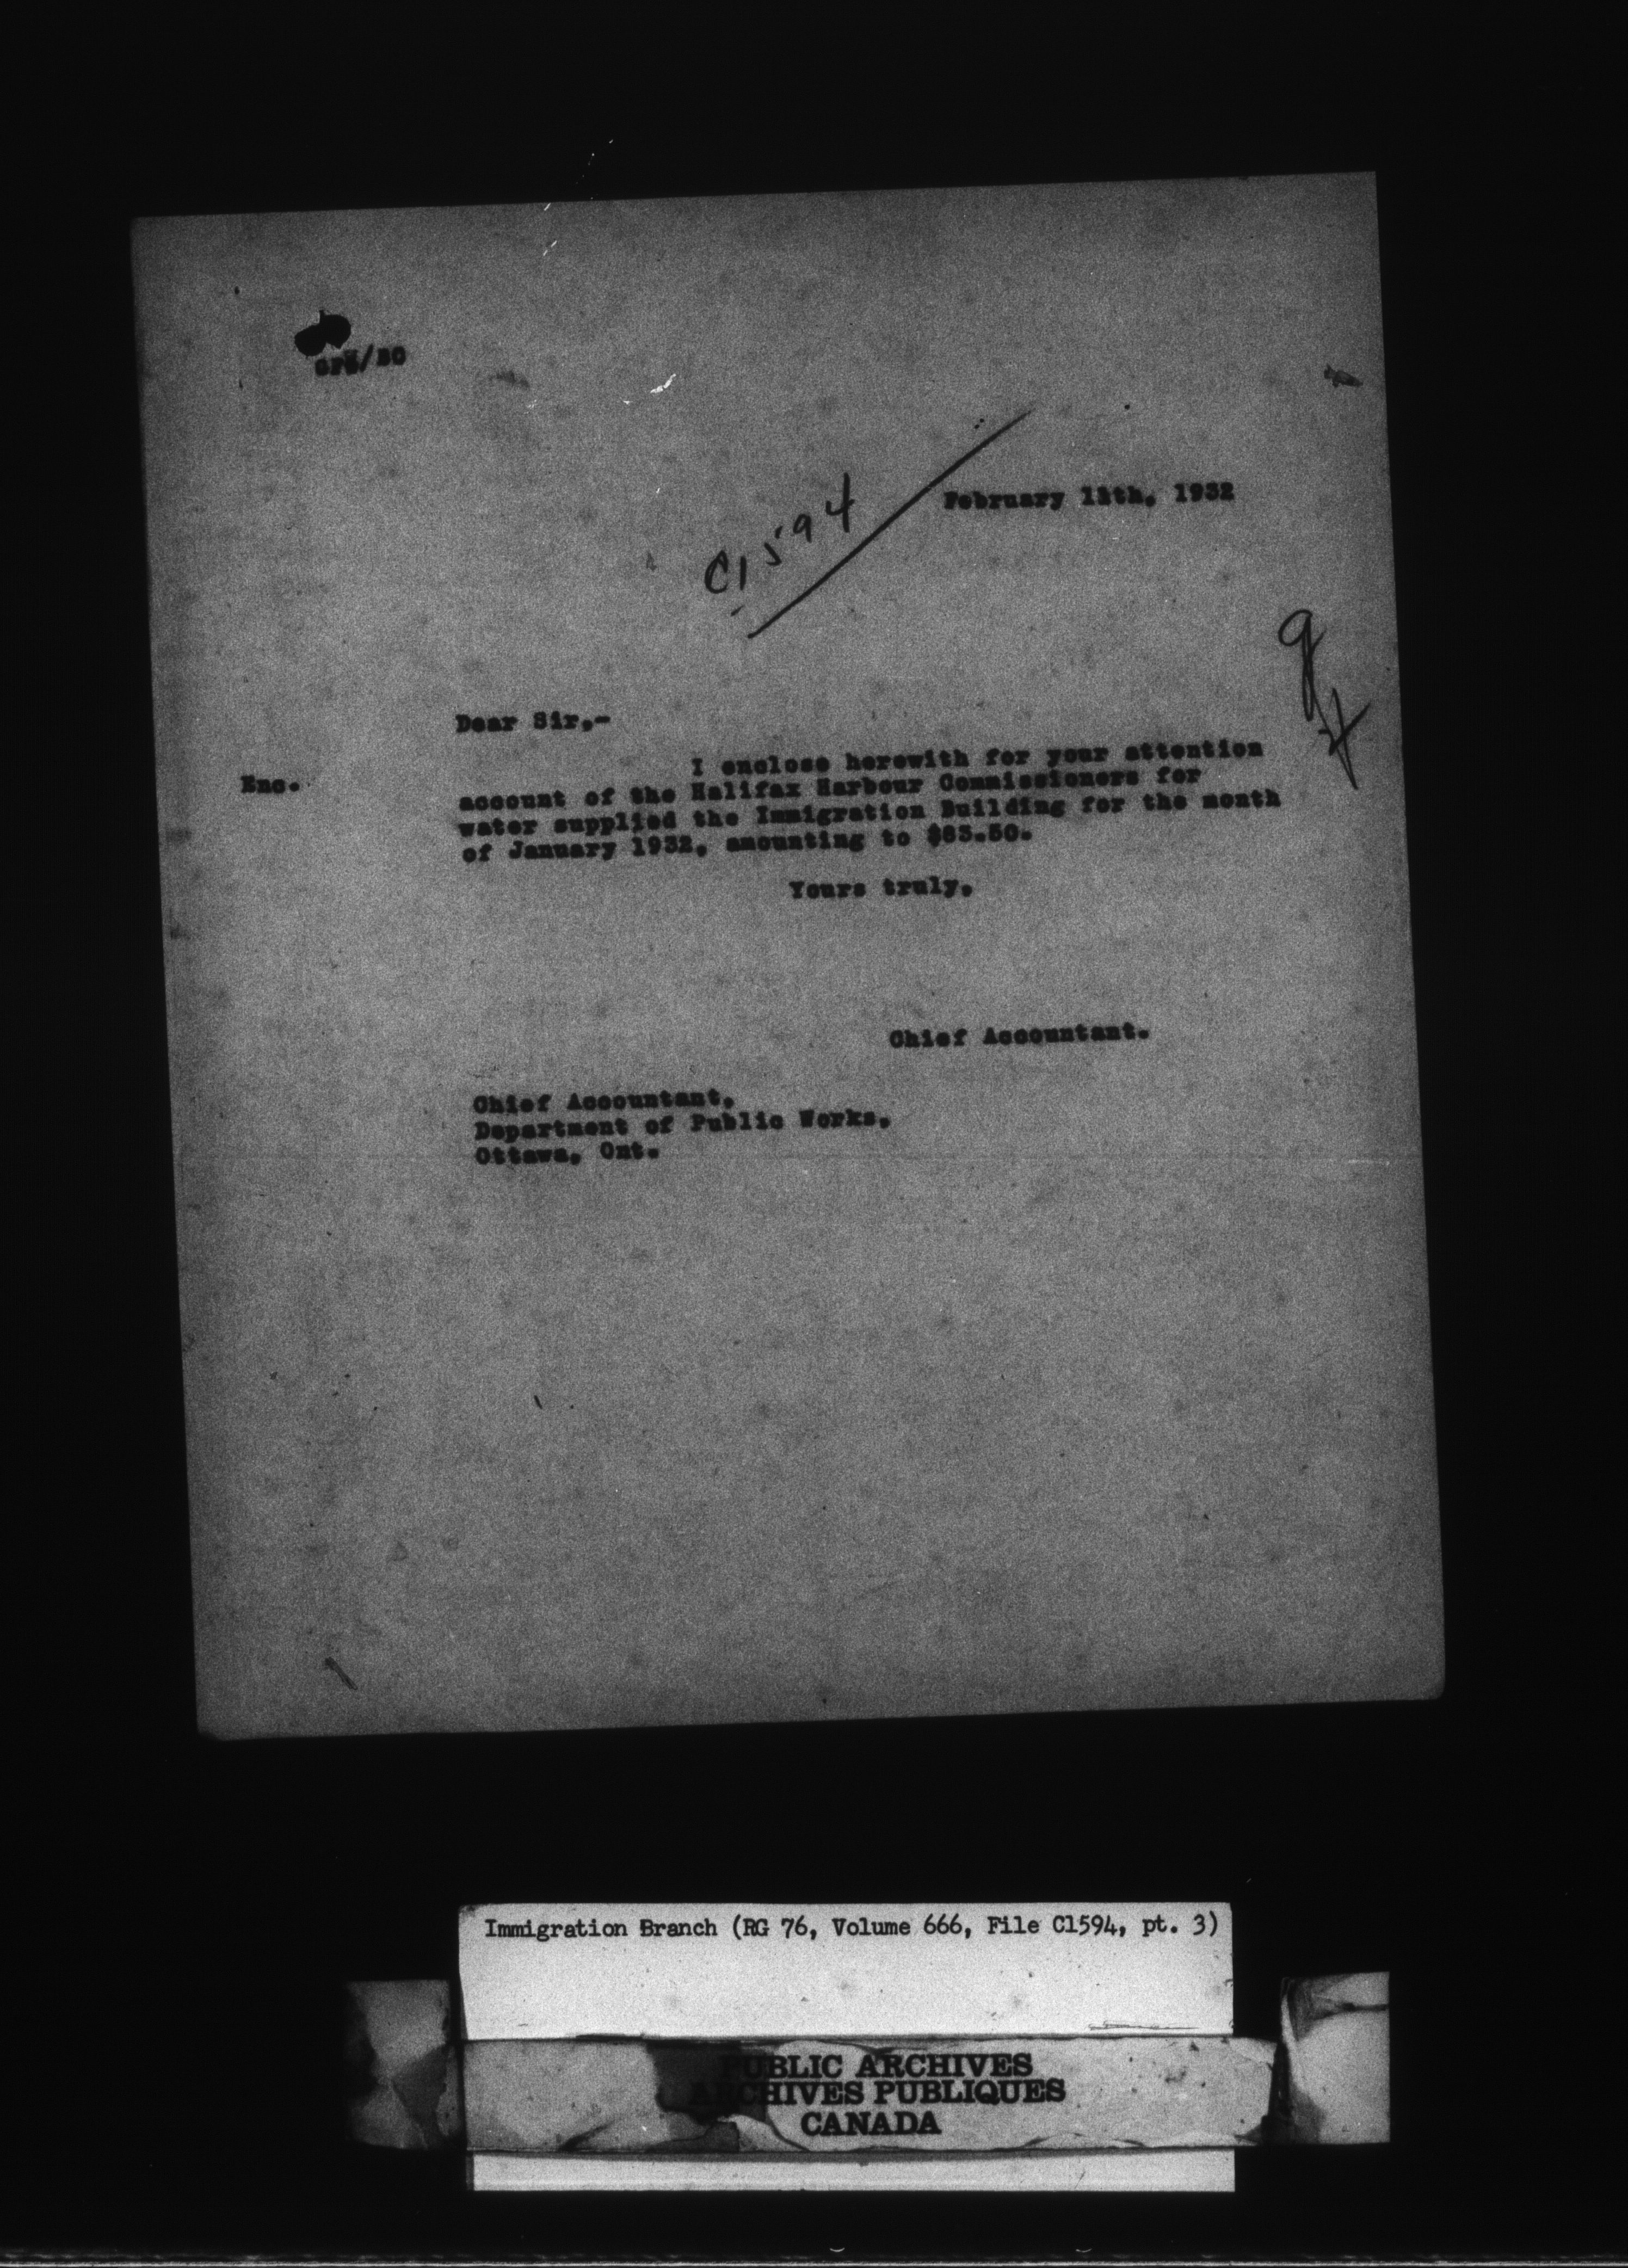 February 11th, 1932
C1594
Dear Sir,-
Enc.
I enclose herewith for your attention
account of the Halifax Harbour Commissioners for
water supplied the Immigration Building for the month
of January 1932, amounting to $83.50.
Yours truly,
Chief Accountant.
Chief Accountant,
Department of Public Works,
Ottawa, Ont.
Immigration Branch (RG 76, Volume 666, File C1594, pt. 3)
PUBLIC ARCHIVES
ARCHIVES PUBLIQUES
CANADA